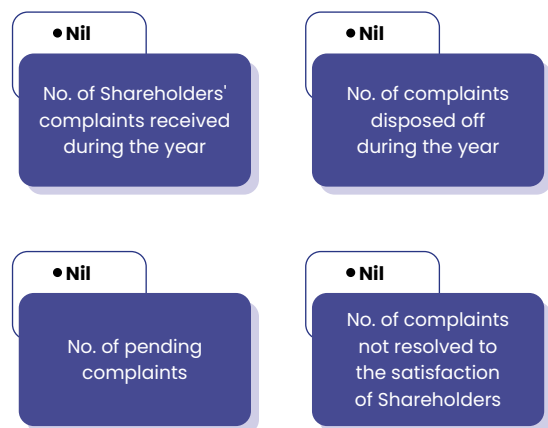 • Nil
No. of Shareholders'
complaints received
during the year
• Nil
No. of complaints
disposed off
during the year
• Nil
No. of pending
complaints
• Nil
No. of complaints
not resolved to
the satisfaction
of Shareholders